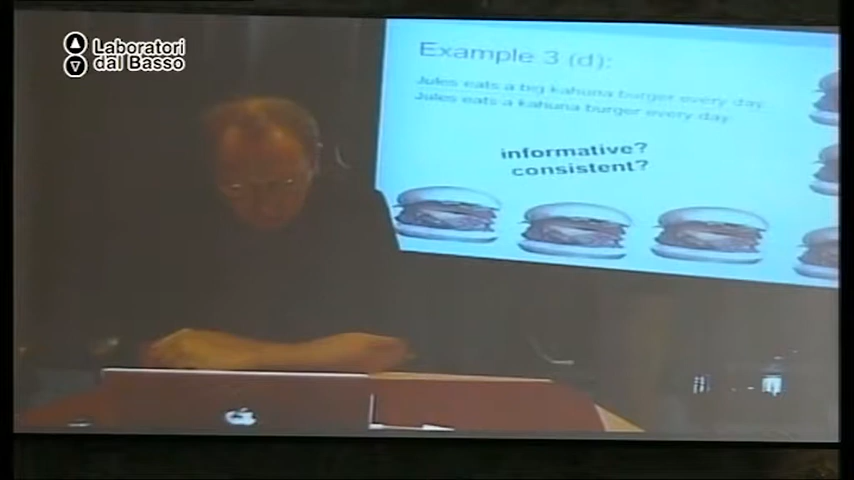 Laboratori
dal Basso
Example 3 (d):
Jules eats a big kahuna burger every day.
Jules eats a kahuna burger every day.
informative?
consistent?